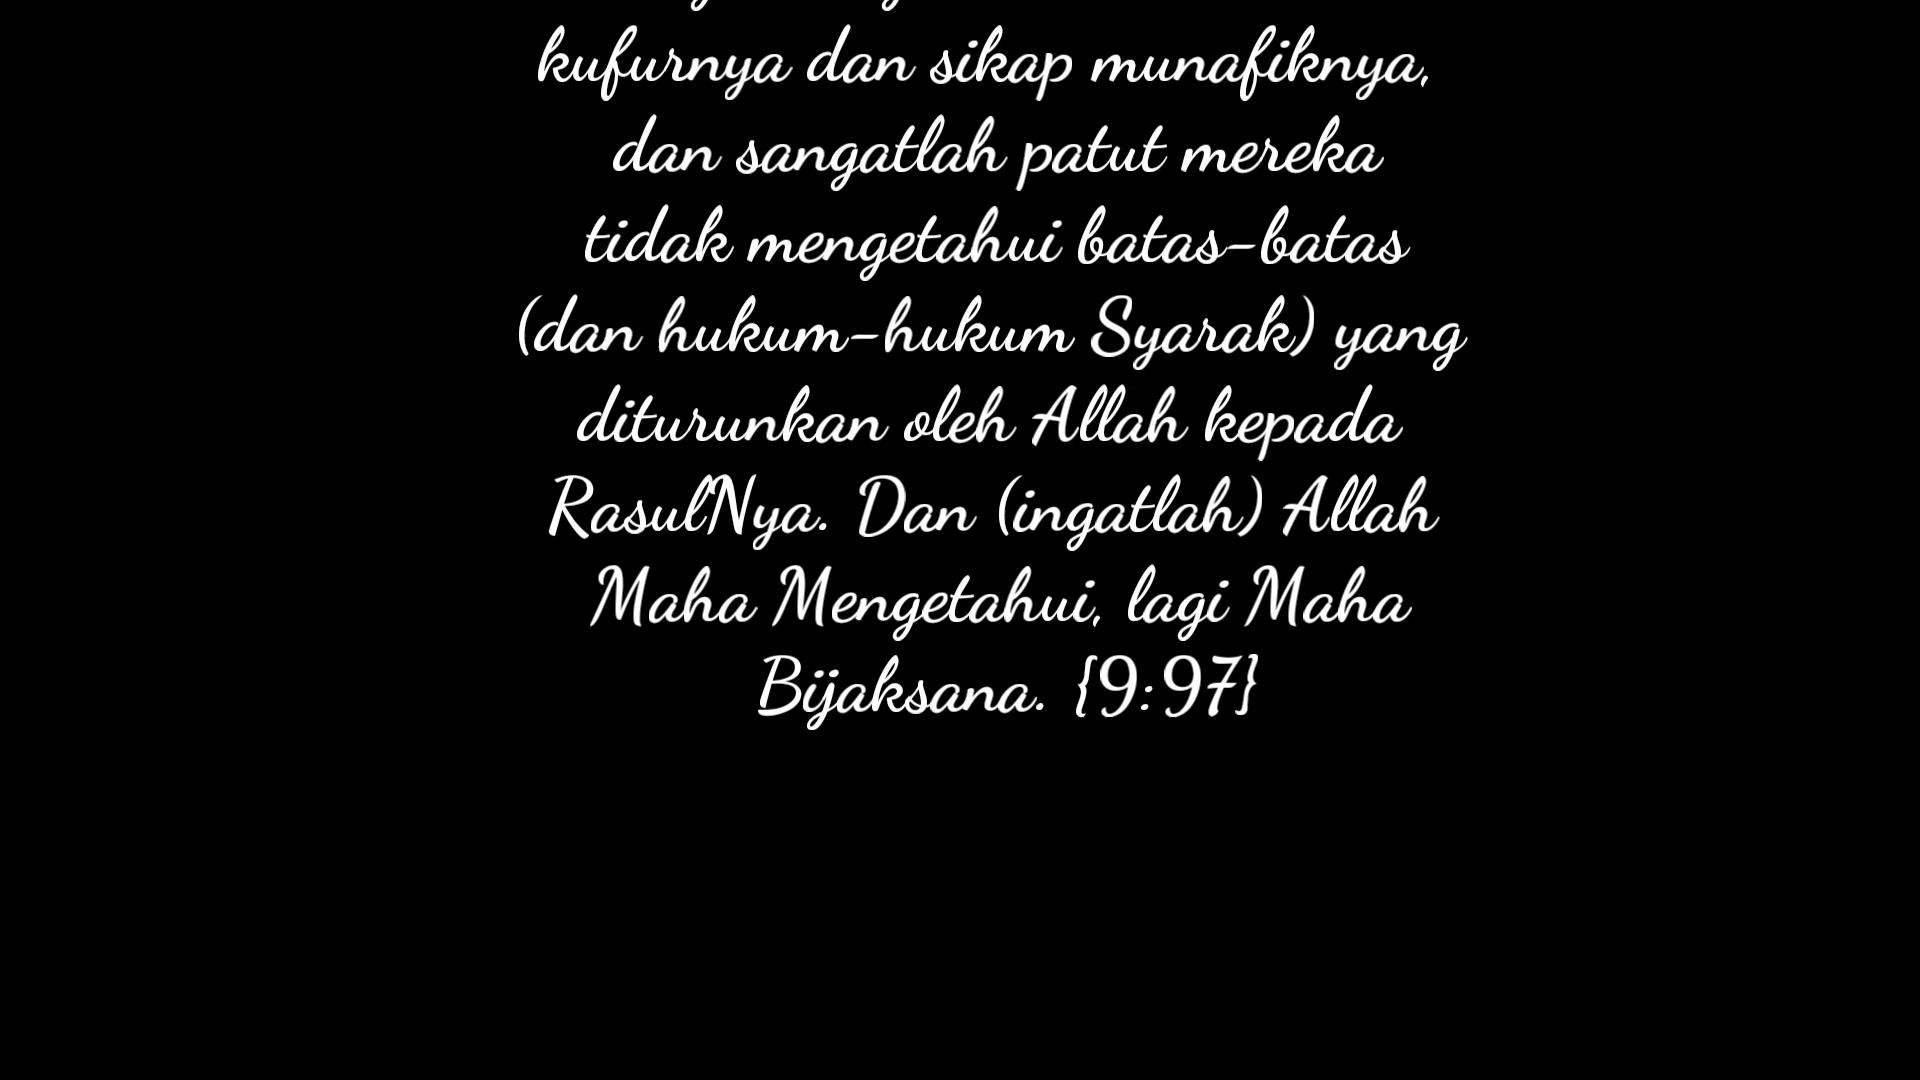 kufurnya dan sikap munafiknya,
dan sangatlah patut mereka
tidak mengetahui batas-batas
(dan hukum-hukum Syarak) yang
diturunkan oleh Allah kepada
RasulNya. Dan (ingatlah) Allah
Maha Mengetahui, lagi Maha
Bijaksana. {9:97}